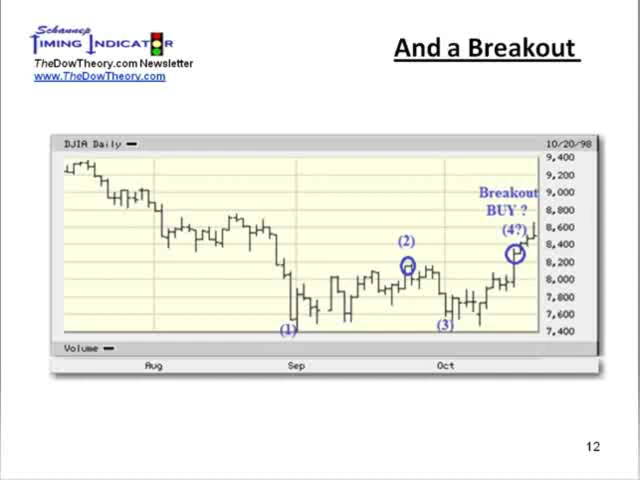 Schannep
TIMING INDICATOR
TheDowTheory.com Newsletter
www.TheDowTheory.com
And a Breakout
DJIA Daily
10/20/98
9,400
9,200
9,000
8,800
8,600
8,400
8,200
8,000
7,800
7,600
7,400
Breakout
BUY ?
(4?)
(2)
(1)
(3)
Volume
Aug
Sep
Oct
12